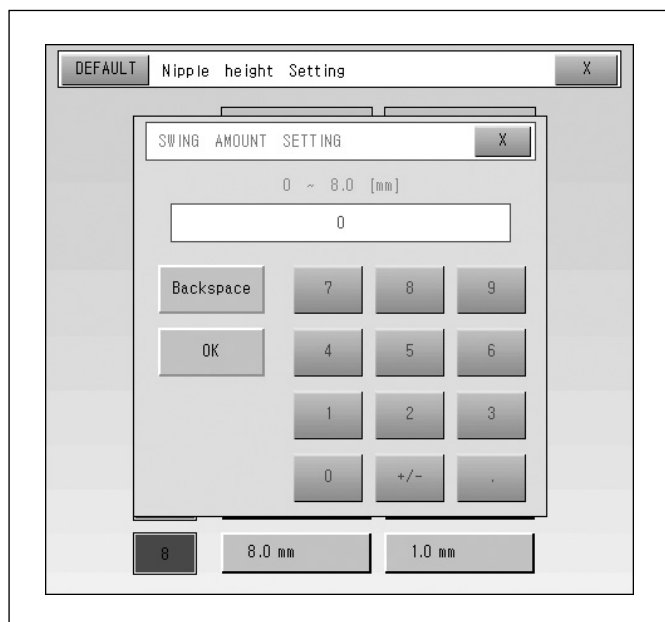 DEFAULT Nipple height Setting X
SWING AMOUNT SETTING X
0 ~ 8.0 [mm]
0
Backspace 7 8 9
OK 4 5 6
1 2 3
0 +/- .
8 8.0 mm 1.0 mm